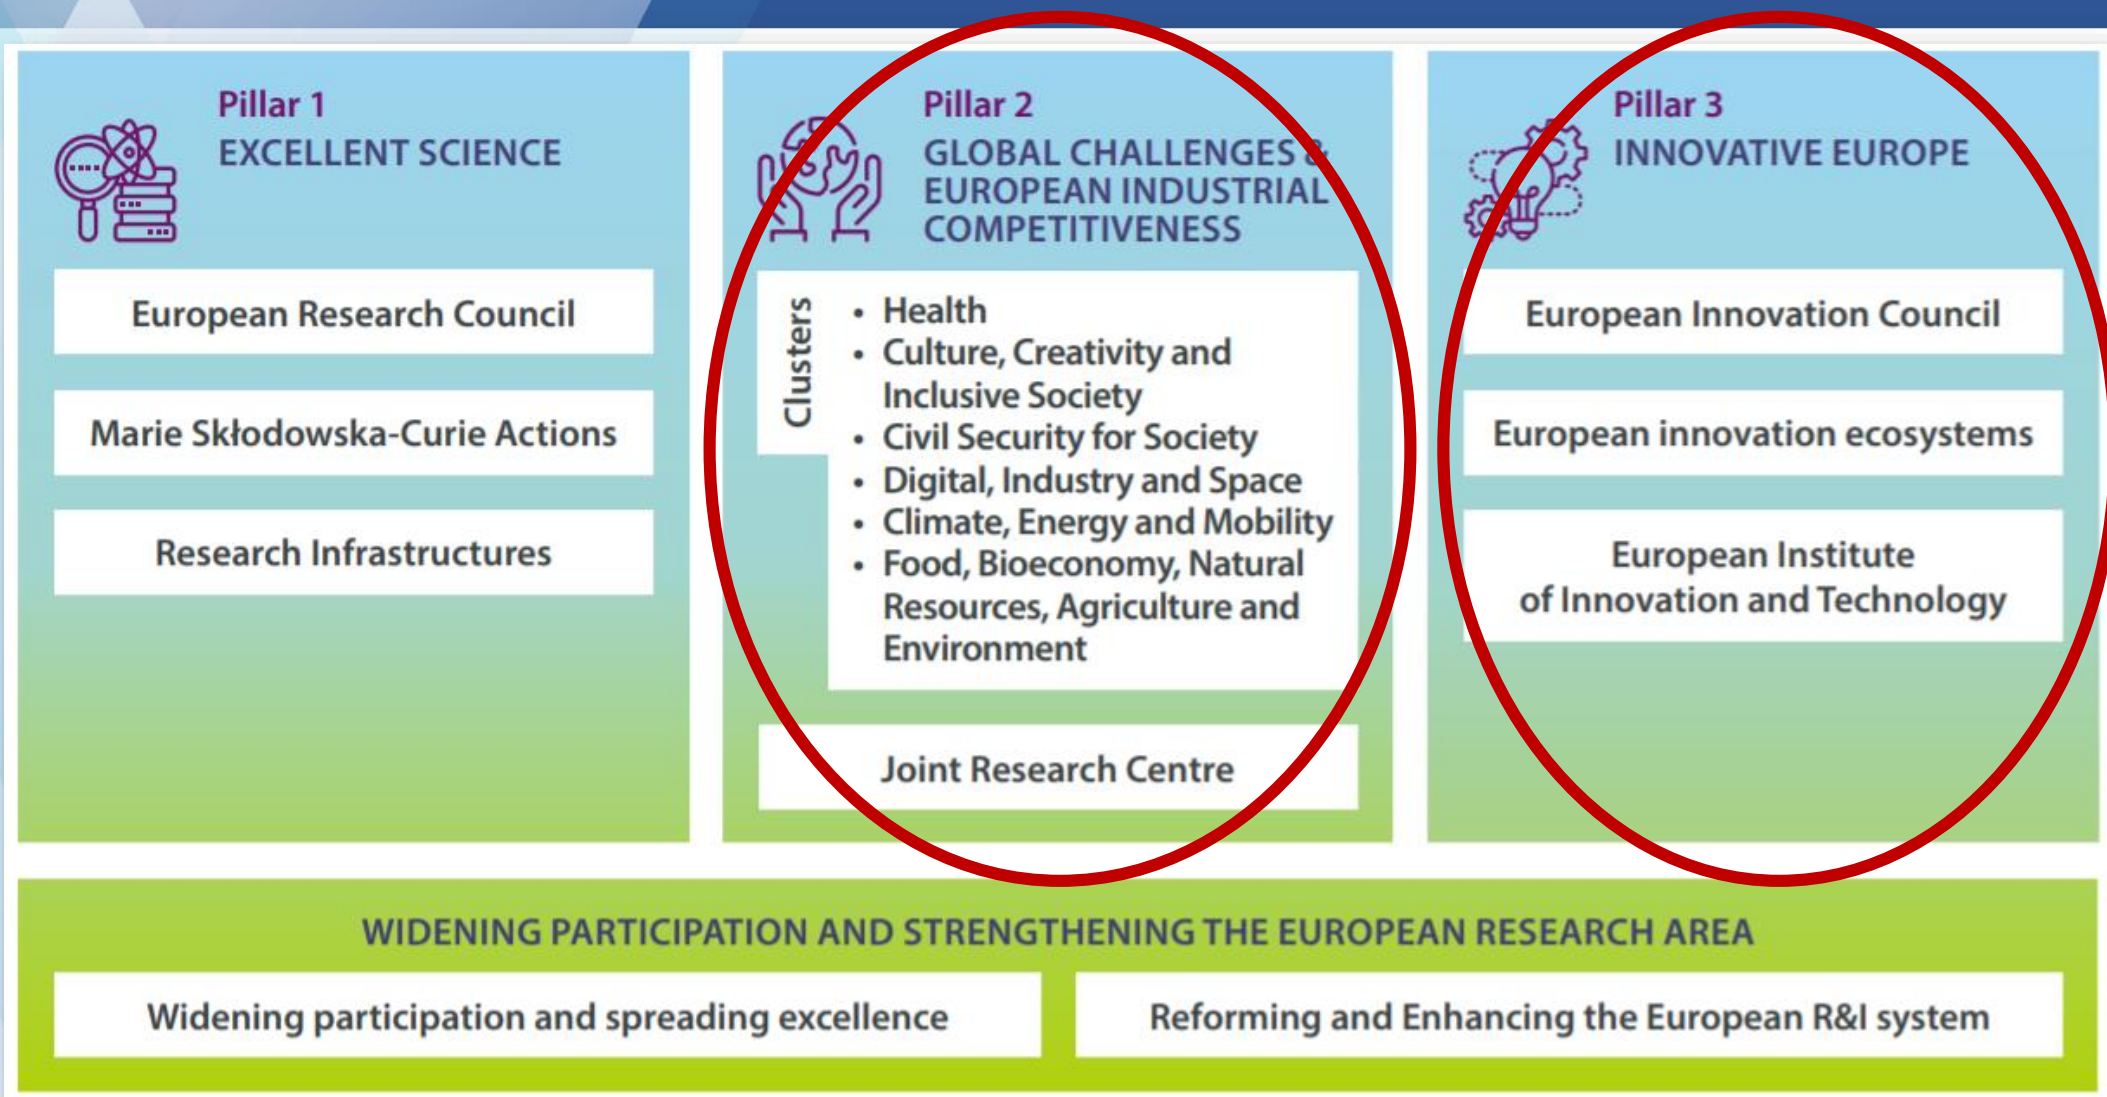 Pillar 1
EXCELLENT SCIENCE
European Research Council
Marie Skłodowska-Curie Actions
Research Infrastructures
Pillar 2
GLOBAL CHALLENGES &
EUROPEAN INDUSTRIAL
COMPETITIVENESS
Clusters
• Health
• Culture, Creativity and
Inclusive Society
• Civil Security for Society
• Digital, Industry and Space
• Climate, Energy and Mobility
• Food, Bioeconomy, Natural
Resources, Agriculture and
Environment
Joint Research Centre
Pillar 3
INNOVATIVE EUROPE
European Innovation Council
European innovation ecosystems
European Institute
of Innovation and Technology
WIDENING PARTICIPATION AND STRENGTHENING THE EUROPEAN RESEARCH AREA
Widening participation and spreading excellence
Reforming and Enhancing the European R&I system